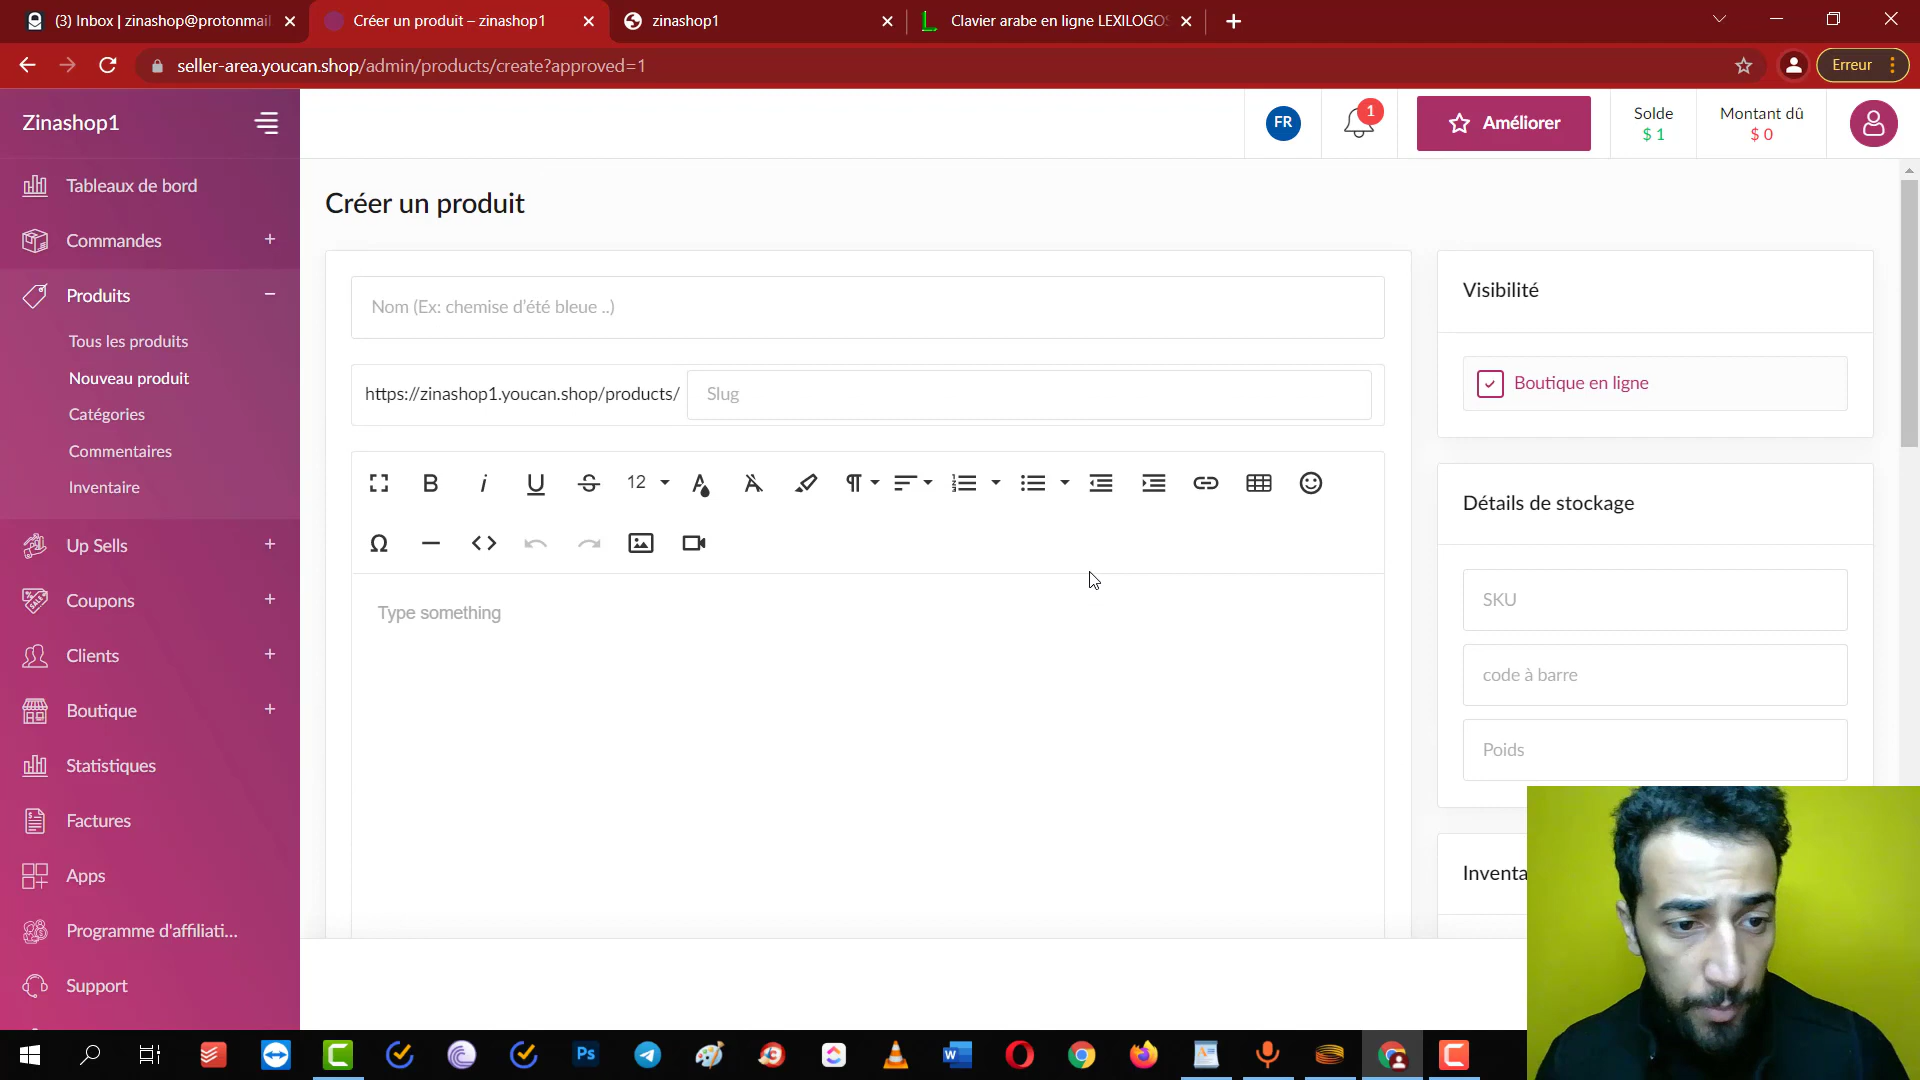 (3) Inbox | zinashop@protonmail
Créer un produit – zinashop1
zinashop1
Clavier arabe en ligne LEXILOGOS
seller-area.youcan.shop/admin/products/create?approved=1
Erreur
Zinashop1
FR
1
Améliorer
Solde
$ 1
Montant dû
$ 0
Tableaux de bord
Commandes
Produits
Tous les produits
Nouveau produit
Catégories
Commentaires
Inventaire
Up Sells
Coupons
Clients
Boutique
Statistiques
Factures
Apps
Programme d'affiliati...
Support
Créer un produit
Nom (Ex: chemise d'été bleue ..)
https://zinashop1.youcan.shop/products/
Slug
12
Type something
Visibilité
Boutique en ligne
Détails de stockage
SKU
code à barre
Poids
Inventa
Ps